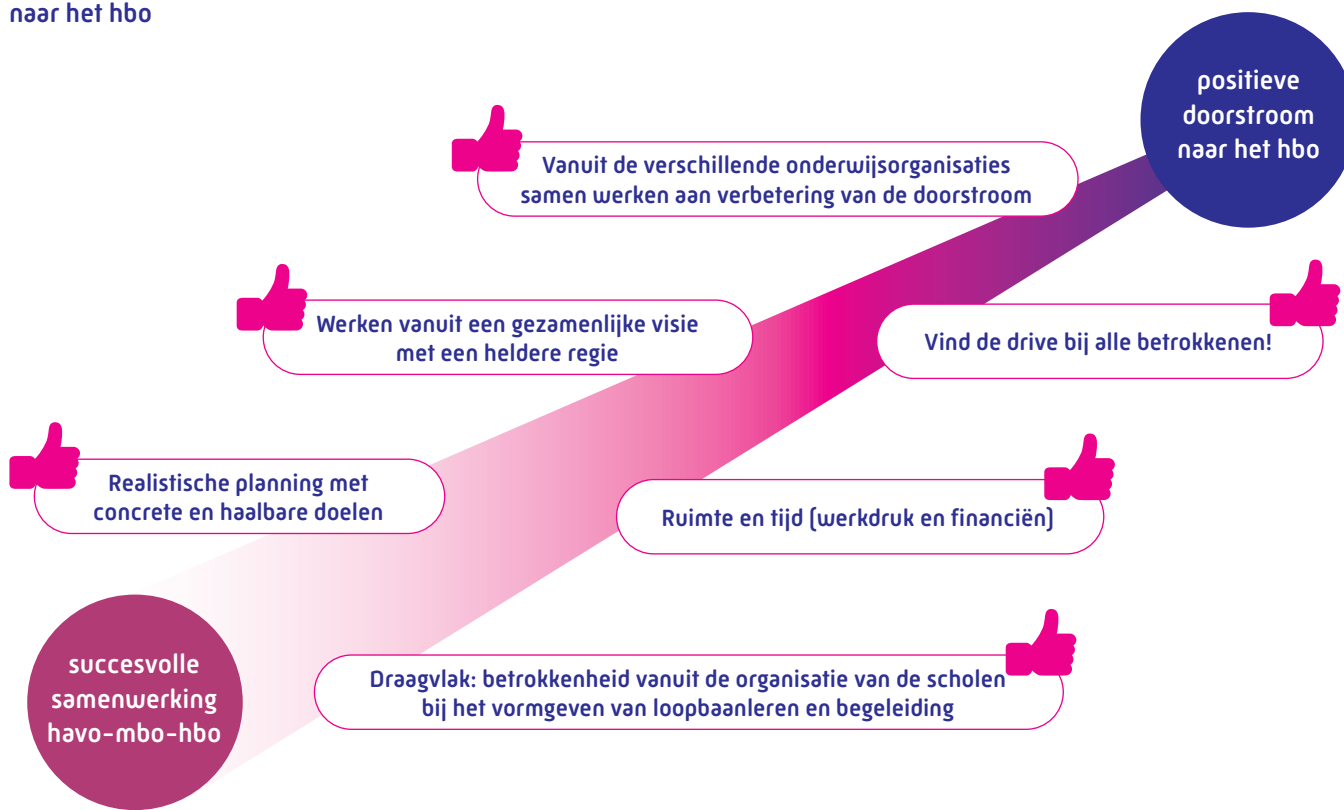 naar het hbo
positieve
doorstroom
naar het hbo
Vanuit de verschillende onderwijsorganisaties
samen werken aan verbetering van de doorstroom
Werken vanuit een gezamenlijke visie
met een heldere regie
Vind de drive bij alle betrokkenen!
Realistische planning met
concrete en haalbare doelen
Ruimte en tijd (werkdruk en financiën)
succesvolle
samenwerking
havo-mbo-hbo
Draagvlak: betrokkenheid vanuit de organisatie van de scholen
bij het vormgeven van loopbaanleren en begeleiding